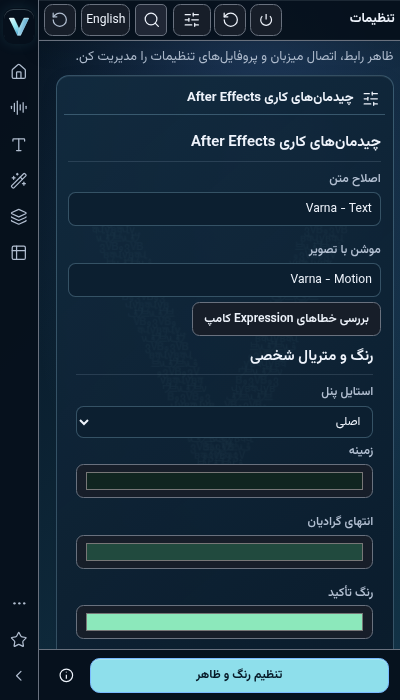 تنظیمات
English
ظاهر رابط، اتصال میزبان و پروفایل‌های تنظیمات را مدیریت کن.
چیدمان‌های کاری After Effects
چیدمان‌های کاری After Effects
اصلاح متن
Varna - Text
موشن با تصویر
Varna - Motion
بررسی خطاهای Expression کامپ
رنگ و متریال شخصی
استایل پنل
اصلی
زمینه
انتهای گرادیان
رنگ تأکید
تنظیم رنگ و ظاهر